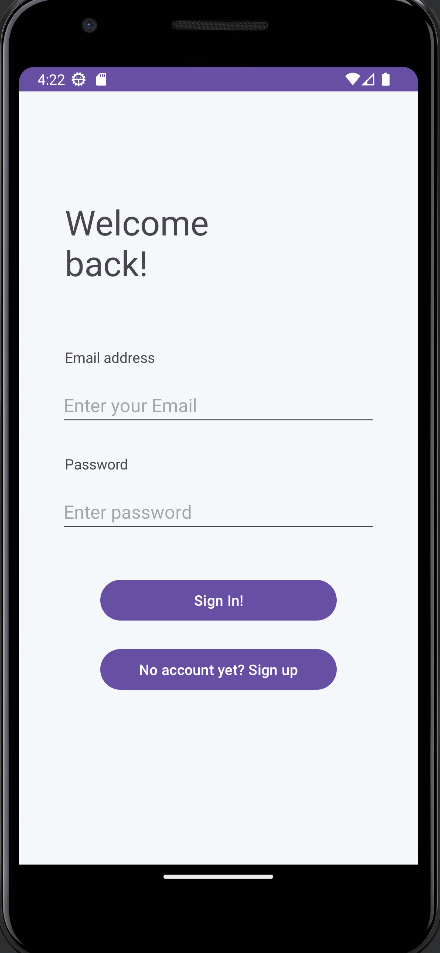 4:22
Welcome
back!
Email address
Enter your Email
Password
Enter password
Sign In!
No account yet? Sign up